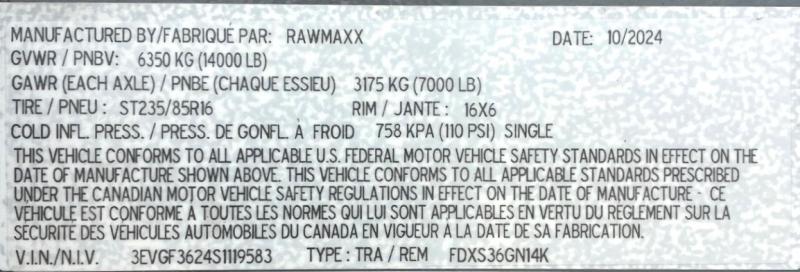 MANUFACTURED BY/FABRIQUÉ PAR: RAWMAXX DATE: 10/2024
GVWR / PNBV: 6350 KG (14000 LB)
GAWR (EACH AXLE) / PNBE (CHAQUE ESSIEU) 3175 KG (7000 LB)
TIRE / PNEU : ST235/85R16 RIM / JANTE : 16X6
COLD INFL. PRESS. / PRESS. DE GONFL. À FROID 758 KPA (110 PSI) SINGLE
THIS VEHICLE CONFORMS TO ALL APPLICABLE U.S. FEDERAL MOTOR VEHICLE SAFETY STANDARDS IN EFFECT ON THE
DATE OF MANUFACTURE SHOWN ABOVE. THIS VEHICLE CONFORMS TO ALL APPLICABLE STANDARDS PRESCRIBED
UNDER THE CANADIAN MOTOR VEHICLE SAFETY REGULATIONS IN EFFECT ON THE DATE OF MANUFACTURE - CE
VÉHICULE EST CONFORME À TOUTES LES NORMES QUI LUI SONT APPLICABLES EN VERTU DU RÈGLEMENT SUR LA
SÉCURITÉ DES VÉHICULES AUTOMOBILES DU CANADA EN VIGUEUR À LA DATE DE SA FABRICATION.
V.I.N./N.I.V. 3EVGF3624S1119583 TYPE : TRA / REM FDXS36GN14K